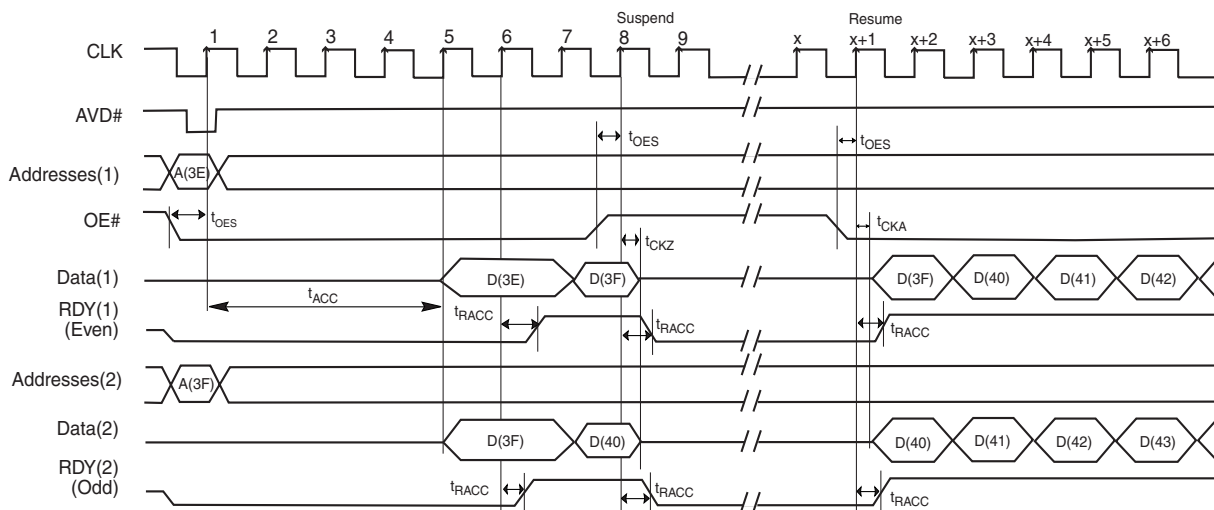 Suspend
Resume
CLK 1 2 3 4 5 6 7 8 9 x x+1 x+2 x+3 x+4 x+5 x+6
AVD#
tOES tOES
Addresses(1) A(3E)
OE# tOES tCKA
tCKZ
Data(1) D(3E) D(3F) D(3F) D(40) D(41) D(42)
tACC
RDY(1) tRACC tRACC tRACC
(Even)
Addresses(2) A(3F)
Data(2) D(3F) D(40) D(40) D(41) D(42) D(43)
RDY(2)
(Odd) tRACC tRACC tRACC